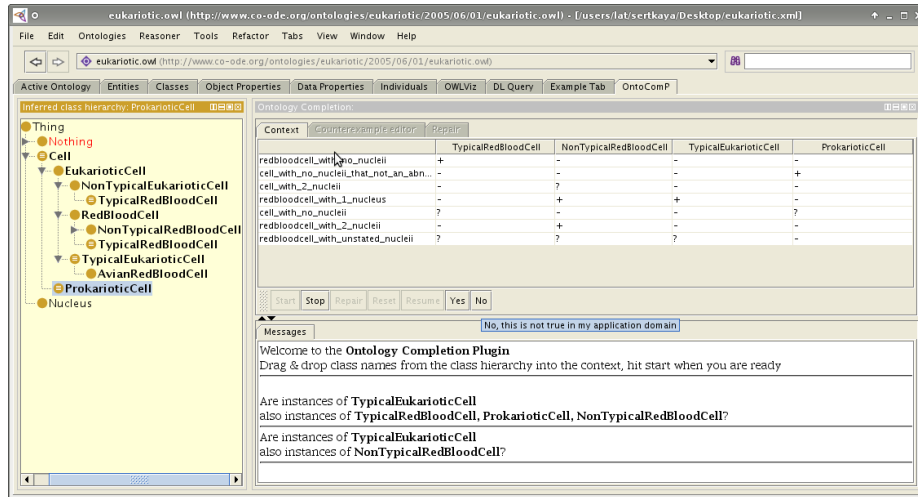 eukariotic.owl (http://www.co-ode.org/ontologies/eukariotic/2005/06/01/eukariotic.owl) - [/users/lat/sertkaya/Desktop/eukariotic.xml]
File Edit Ontologies Reasoner Tools Refactor Tabs View Window Help
eukariotic.owl (http://www.co-ode.org/ontologies/eukariotic/2005/06/01/eukariotic.owl)
Active Ontology Entities Classes Object Properties Data Properties Individuals OWLViz DL Query Example Tab OntoComP
Inferred class hierarchy: ProkarioticCell
Thing
Nothing
Cell
EukarioticCell
NonTypicalEukarioticCell
TypicalRedBloodCell
RedBloodCell
NonTypicalRedBloodCell
TypicalRedBloodCell
TypicalEukarioticCell
AvianRedBloodCell
ProkarioticCell
Nucleus
Ontology Completion:
Context Counterexample editor Repair
TypicalRedBloodCell NonTypicalRedBloodCell TypicalEukarioticCell ProkarioticCell
redbloodcell_with_no_nucleii + - - -
cell_with_no_nucleii_that_not_an_abn... - - - +
cell_with_2_nucleii - ? - -
redbloodcell_with_1_nucleus - + + -
cell_with_no_nucleii ? - - ?
redbloodcell_with_2_nucleii - + - -
redbloodcell_with_unstated_nucleii ? ? ? -
Start Stop Repair Reset Resume Yes No
No, this is not true in my application domain
Messages
Welcome to the Ontology Completion Plugin
Drag & drop class names from the class hierarchy into the context, hit start when you are ready
Are instances of TypicalEukarioticCell
also instances of TypicalRedBloodCell, ProkarioticCell, NonTypicalRedBloodCell?
Are instances of TypicalEukarioticCell
also instances of NonTypicalRedBloodCell?